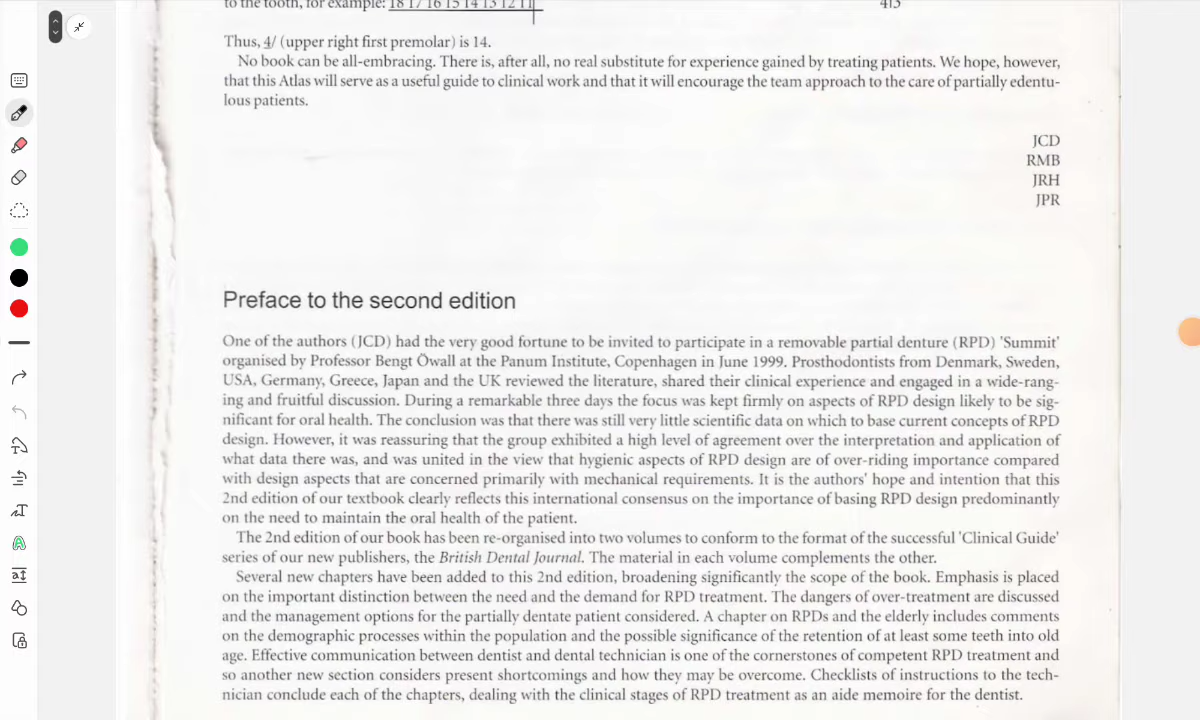 to the tooth, for example: 18 17 16 15 14 13 12 11
413
Thus, 4/ (upper right first premolar) is 14.
No book can be all-embracing. There is, after all, no real substitute for experience gained by treating patients. We hope, however,
that this Atlas will serve as a useful guide to clinical work and that it will encourage the team approach to the care of partially edentu-
lous patients.
JCD
RMB
JRH
JPR
Preface to the second edition
One of the authors (JCD) had the very good fortune to be invited to participate in a removable partial denture (RPD) 'Summit'
organised by Professor Bengt Öwall at the Panum Institute, Copenhagen in June 1999. Prosthodontists from Denmark, Sweden,
USA, Germany, Greece, Japan and the UK reviewed the literature, shared their clinical experience and engaged in a wide-rang-
ing and fruitful discussion. During a remarkable three days the focus was kept firmly on aspects of RPD design likely to be sig-
nificant for oral health. The conclusion was that there was still very little scientific data on which to base current concepts of RPD
design. However, it was reassuring that the group exhibited a high level of agreement over the interpretation and application of
what data there was, and was united in the view that hygienic aspects of RPD design are of over-riding importance compared
with design aspects that are concerned primarily with mechanical requirements. It is the authors' hope and intention that this
2nd edition of our textbook clearly reflects this international consensus on the importance of basing RPD design predominantly
on the need to maintain the oral health of the patient.
The 2nd edition of our book has been re-organised into two volumes to conform to the format of the successful 'Clinical Guide'
series of our new publishers, the British Dental Journal. The material in each volume complements the other.
Several new chapters have been added to this 2nd edition, broadening significantly the scope of the book. Emphasis is placed
on the important distinction between the need and the demand for RPD treatment. The dangers of over-treatment are discussed
and the management options for the partially dentate patient considered. A chapter on RPDs and the elderly includes comments
on the demographic processes within the population and the possible significance of the retention of at least some teeth into old
age. Effective communication between dentist and dental technician is one of the cornerstones of competent RPD treatment and
so another new section considers present shortcomings and how they may be overcome. Checklists of instructions to the tech-
nician conclude each of the chapters, dealing with the clinical stages of RPD treatment as an aide memoire for the dentist.